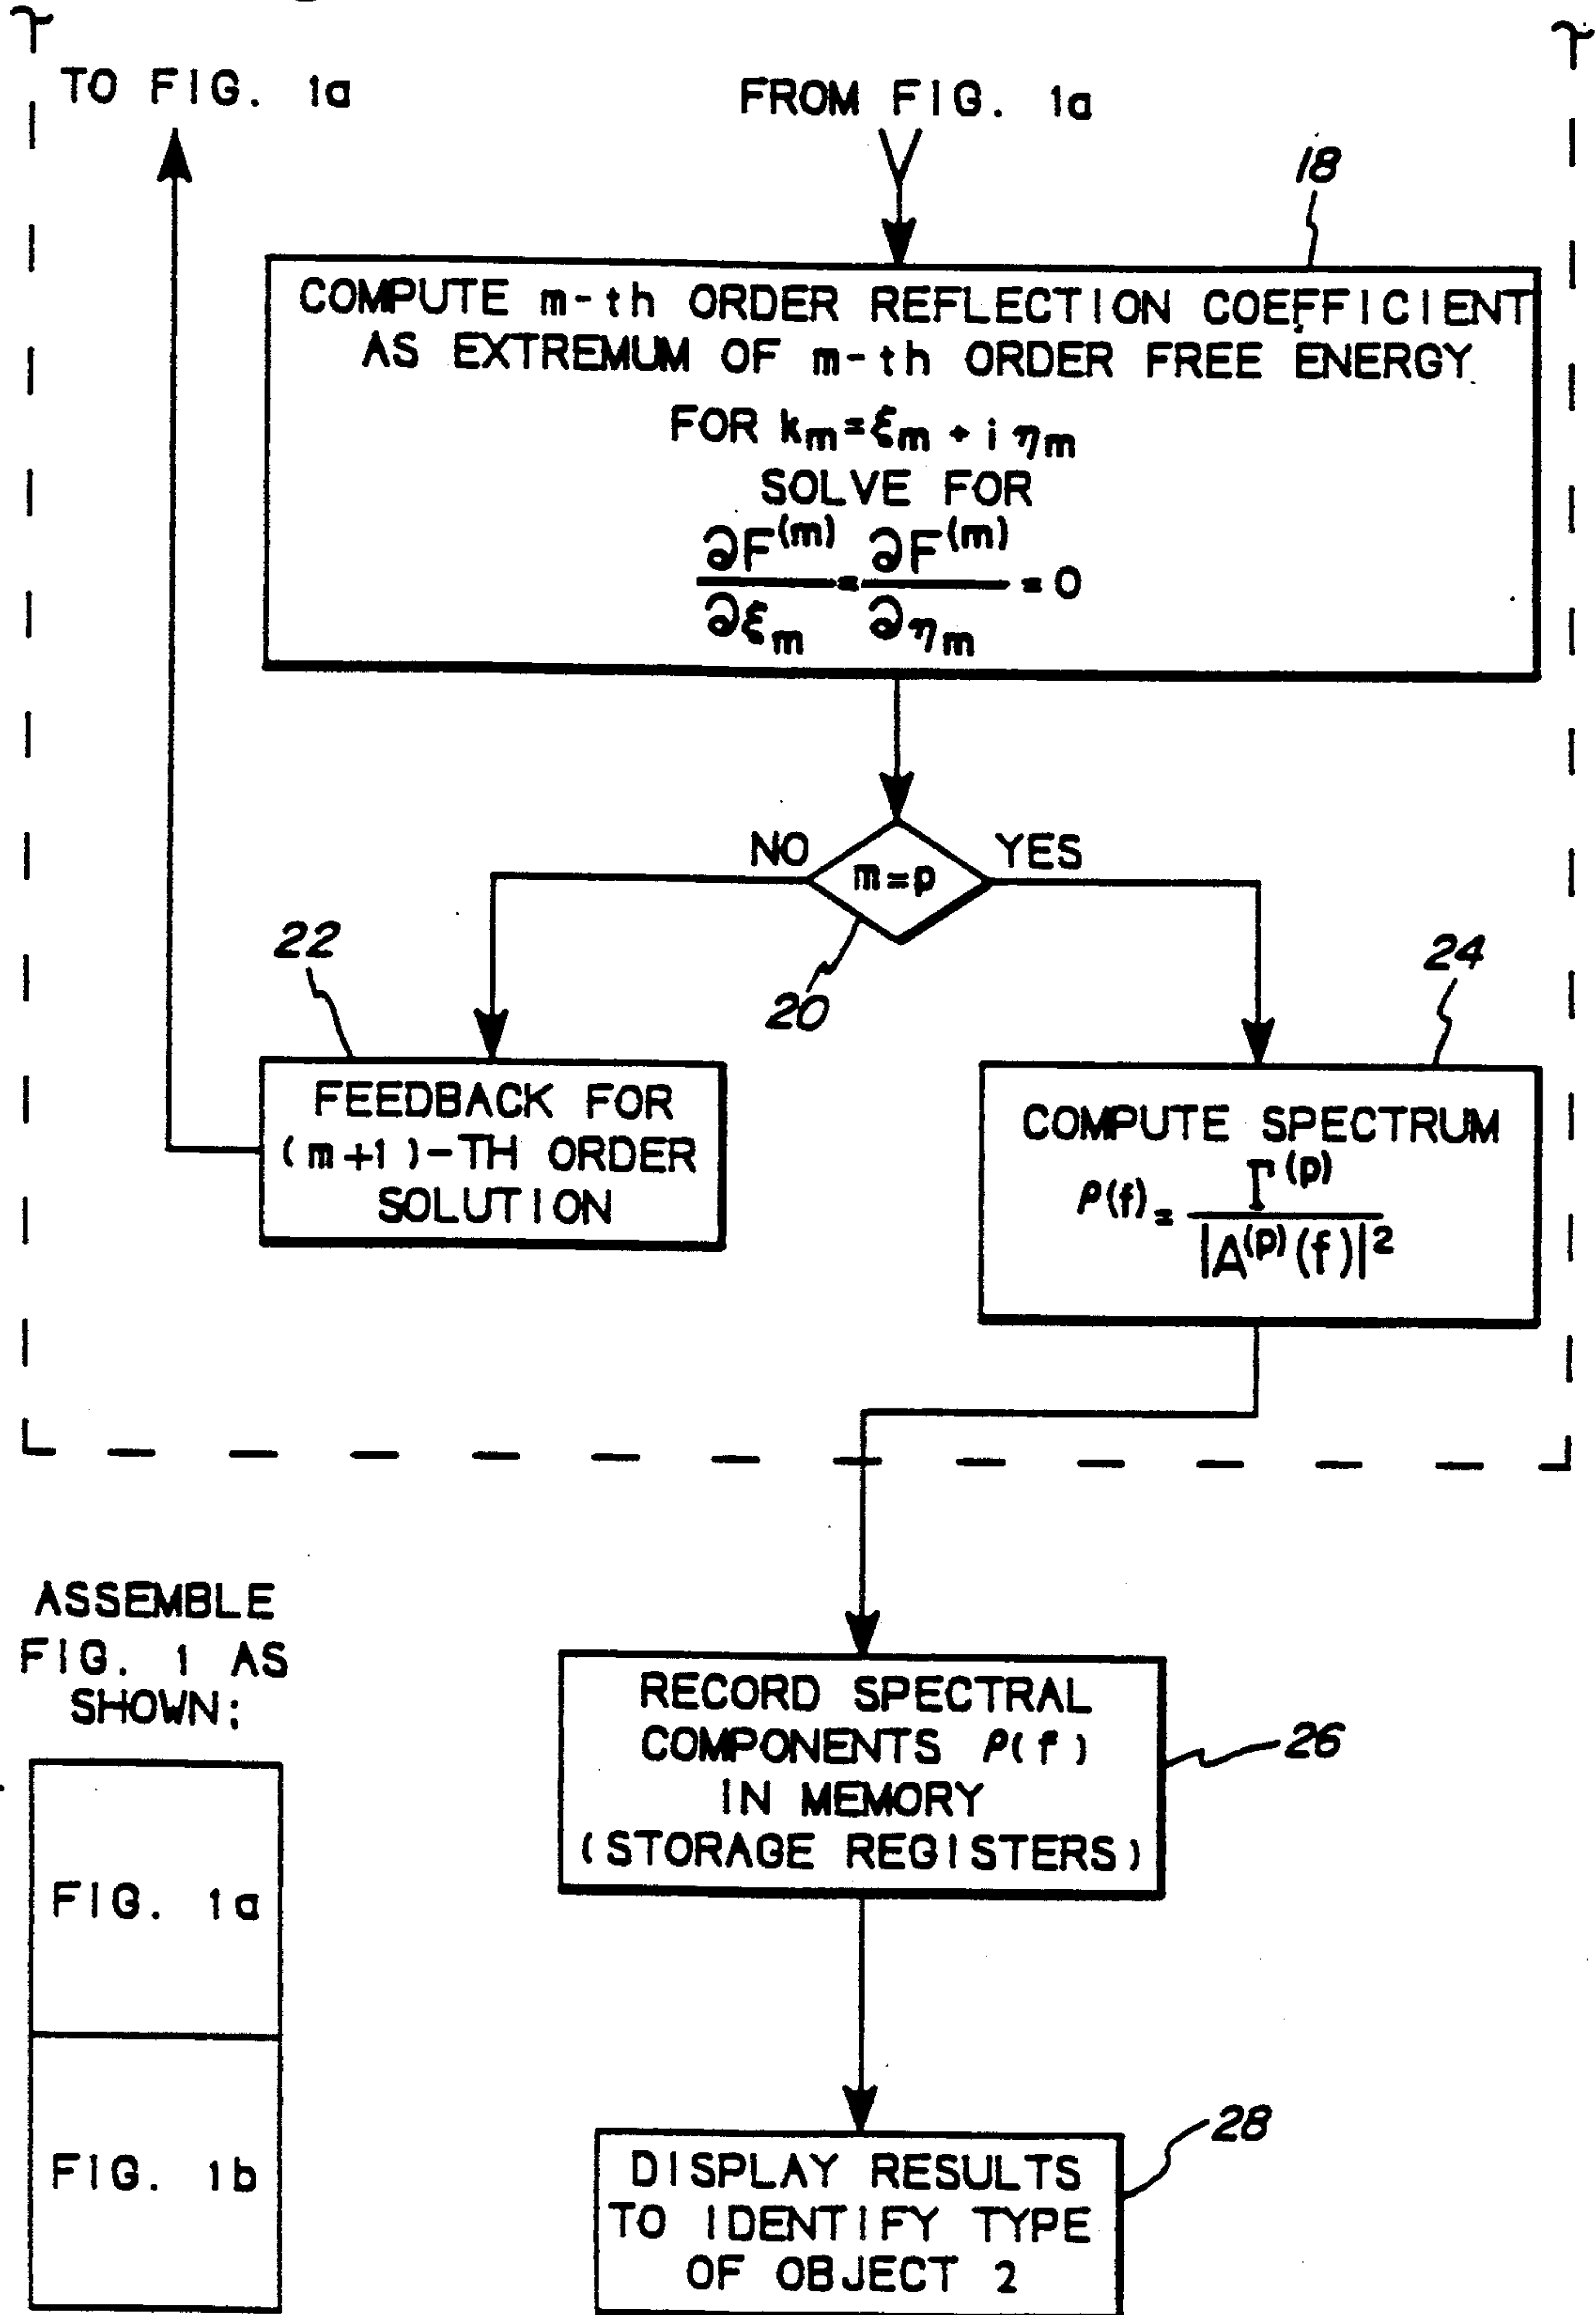 TO FIG. 1a
FROM FIG. 1a
18
COMPUTE m-th ORDER REFLECTION COEFFICIENT
AS EXTREMUM OF m-th ORDER FREE ENERGY
FOR kₘ=ξₘ + i ηₘ
SOLVE FOR
∂F⁽ᵐ⁾/∂ξₘ = ∂F⁽ᵐ⁾/∂ηₘ = 0
NO
m=p
YES
20
22
FEEDBACK FOR
(m+1)-TH ORDER
SOLUTION
24
COMPUTE SPECTRUM
ρ(f) = Γ⁽ᵖ⁾/|A⁽ᵖ⁾(f)|²
ASSEMBLE
FIG. 1 AS
SHOWN:
FIG. 1a
FIG. 1b
RECORD SPECTRAL
COMPONENTS ρ(f)
IN MEMORY
(STORAGE REGISTERS)
26
DISPLAY RESULTS
TO IDENTIFY TYPE
OF OBJECT 2
28